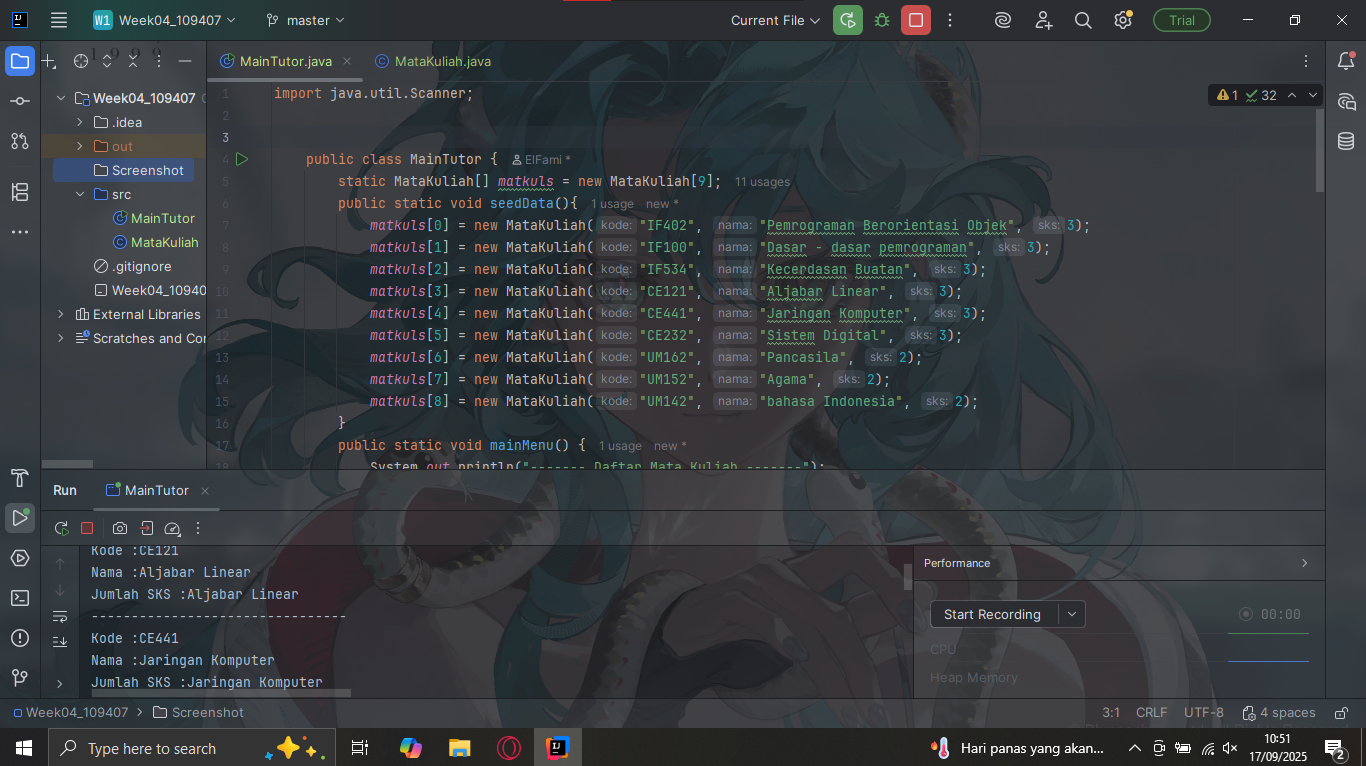 W1 Week04_109407 master Current File Trial
MainTutor.java MataKuliah.java
1 2 3 4 5 6 7 8 9 10 11 12 13 14 15 16 17
Week04_109407
.idea
out
Screenshot
src
MainTutor
MataKuliah
.gitignore
Week04_10940
External Libraries
Scratches and Cor
1 32
import java.util.Scanner;
public class MainTutor { ElFami *
static MataKuliah[] matkuls = new MataKuliah[9]; 11 usages
public static void seedData(){ 1 usage new *
matkuls[0] = new MataKuliah( kode: "IF402", nama: "Pemrograman Berorientasi Objek", sks: 3);
matkuls[1] = new MataKuliah( kode: "IF100", nama: "Dasar - dasar pemrograman", sks: 3);
matkuls[2] = new MataKuliah( kode: "IF534", nama: "Kecerdasan Buatan", sks: 3);
matkuls[3] = new MataKuliah( kode: "CE121", nama: "Aljabar Linear", sks: 3);
matkuls[4] = new MataKuliah( kode: "CE441", nama: "Jaringan Komputer", sks: 3);
matkuls[5] = new MataKuliah( kode: "CE232", nama: "Sistem Digital", sks: 3);
matkuls[6] = new MataKuliah( kode: "UM162", nama: "Pancasila", sks: 2);
matkuls[7] = new MataKuliah( kode: "UM152", nama: "Agama", sks: 2);
matkuls[8] = new MataKuliah( kode: "UM142", nama: "bahasa Indonesia", sks: 2);
}
public static void mainMenu() { 1 usage new *
System.out.println("------- Daftar Mata Kuliah -------");
Run MainTutor
Kode :CE121
Nama :Aljabar Linear
Jumlah SKS :Aljabar Linear
--------------------------------
Kode :CE441
Nama :Jaringan Komputer
Jumlah SKS :Jaringan Komputer
Performance
Start Recording 00:00
CPU
Heap Memory
Week04_109407 > Screenshot 3:1 CRLF UTF-8 4 spaces
Type here to search Hari panas yang akan... 10:51
17/09/2025
2